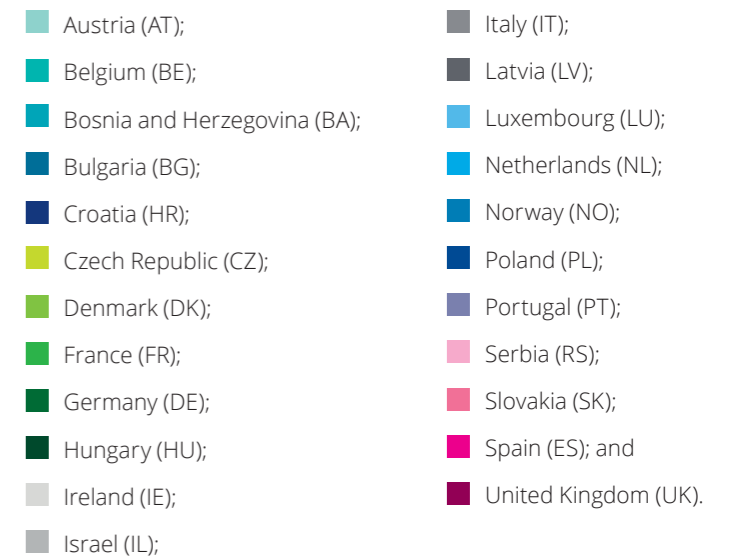 Austria (AT);
Belgium (BE);
Bosnia and Herzegovina (BA);
Bulgaria (BG);
Croatia (HR);
Czech Republic (CZ);
Denmark (DK);
France (FR);
Germany (DE);
Hungary (HU);
Ireland (IE);
Israel (IL);
Italy (IT);
Latvia (LV);
Luxembourg (LU);
Netherlands (NL);
Norway (NO);
Poland (PL);
Portugal (PT);
Serbia (RS);
Slovakia (SK);
Spain (ES); and
United Kingdom (UK).